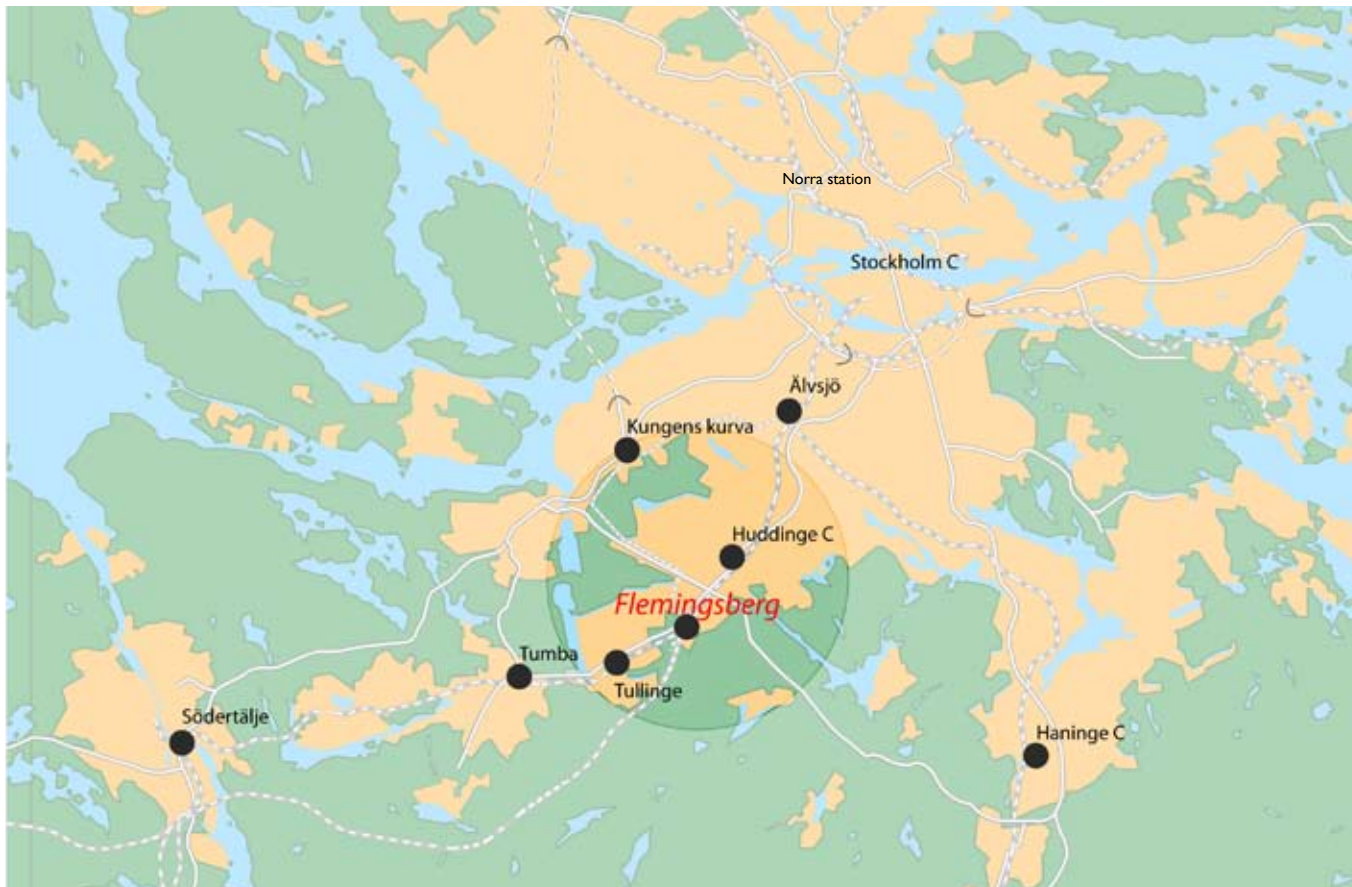 Norra station
Stockholm C
Älvsjö
Kungens kurva
Huddinge C
Flemingsberg
Tumba
Tullinge
Södertälje
Haninge C